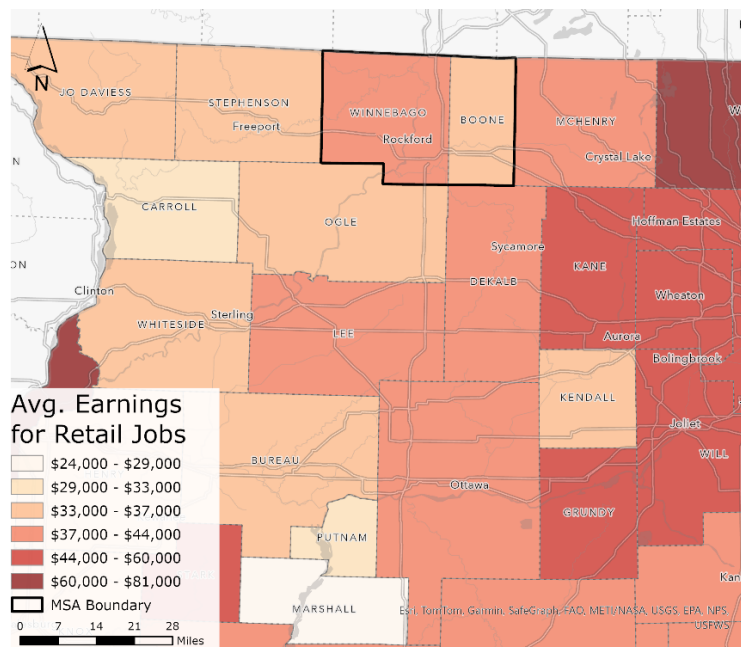 N
JO DAVIESS
STEPHENSON
Freeport
WINNEBAGO
Rockford
BOONE
MCHENRY
Crystal Lake
W
N
CARROLL
OGLE
Hoffman Estates
Sycamore
ON
KANE
DEKALB
Clinton
Wheaton
Sterling
WHITESIDE
LEE
Aurora
Bolingbrook
KENDALL
Joliet
BUREAU
WILL
Ottawa
GRUNDY
PUTNAM
Kan
MARSHALL
Avg. Earnings
for Retail Jobs
$24,000 - $29,000
$29,000 - $33,000
$33,000 - $37,000
$37,000 - $44,000
$44,000 - $60,000
$60,000 - $81,000
MSA Boundary
0 7 14 21 28
Miles
Esri, TomTom, Garmin, SafeGraph, FAO, METI/NASA, USGS, EPA, NPS,
USFWS